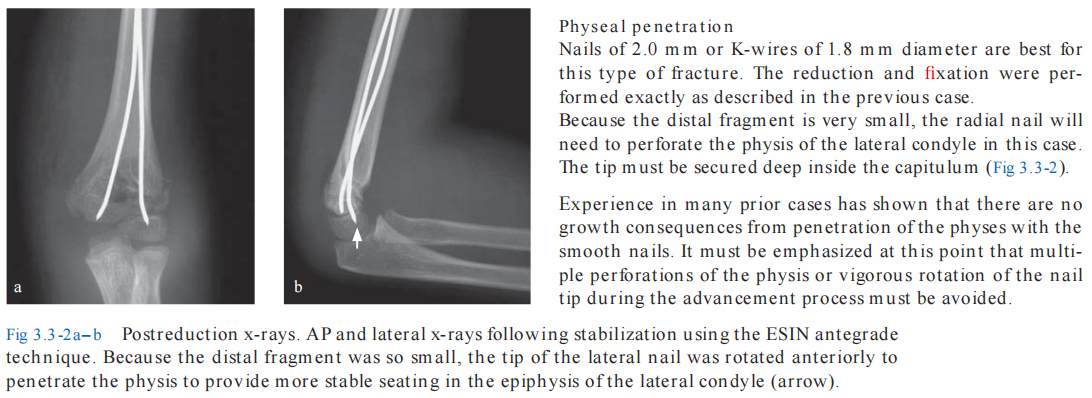 Physeal penetration
Nails of 2.0 mm or K-wires of 1.8 mm diameter are best for
this type of fracture. The reduction and fixation were per-
formed exactly as described in the previous case.
Because the distal fragment is very small, the radial nail will
need to perforate the physis of the lateral condyle in this case.
The tip must be secured deep inside the capitulum (Fig 3.3-2).
Experience in many prior cases has shown that there are no
growth consequences from penetration of the physes with the
smooth nails. It must be emphasized at this point that multi-
ple perforations of the physis or vigorous rotation of the nail
tip during the advancement process must be avoided.
a
b
Fig 3.3-2a–b Postreduction x-rays. AP and lateral x-rays following stabilization using the ESIN antegrade
technique. Because the distal fragment was so small, the tip of the lateral nail was rotated anteriorly to
penetrate the physis to provide more stable seating in the epiphysis of the lateral condyle (arrow).